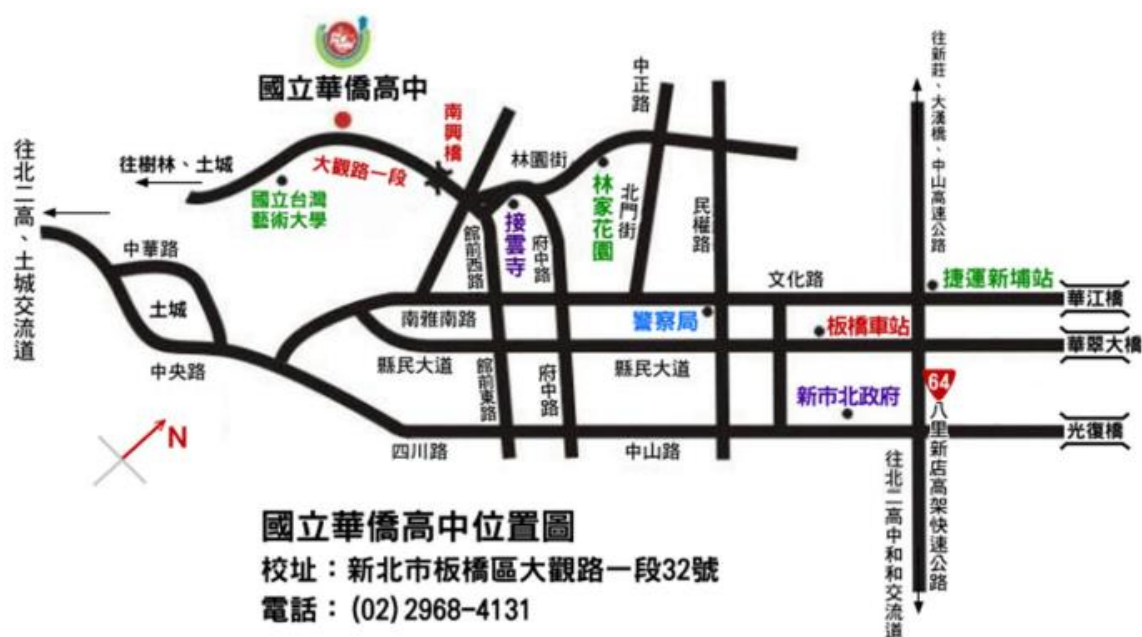 國立華僑高中
南興橋
中正路
往新莊、大漢橋、中山高速公路
往北二高、土城交流道
往樹林、土城
大觀路一段
國立台灣
藝術大學
林園街
林家花園
北門街
民權路
接雲寺
館前西路
府中路
中華路
土城
中央路
文化路
捷運新埔站
華江橋
南雅南路
警察局
板橋車站
華翠大橋
縣民大道
縣民大道
館前東路
府中路
新市北政府
64
八里新店高架快速公路
光復橋
四川路
中山路
N
往北二高中和和交流道
國立華僑高中位置圖
校址：新北市板橋區大觀路一段32號
電話：(02)2968-4131